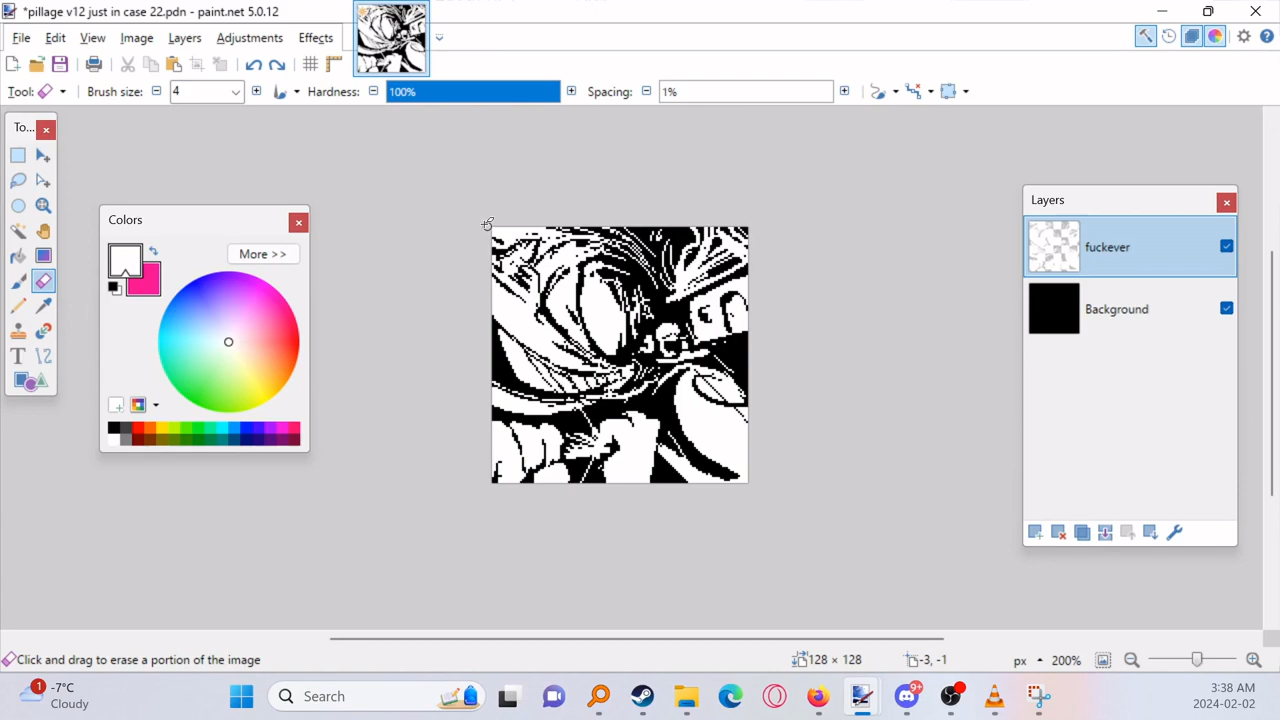 *pillage v12 just in case 22.pdn - paint.net 5.0.12
File Edit View Image Layers Adjustments Effects
Tool: Brush size: 4 Hardness: 100% Spacing: 1%
To...
Colors
More >>
Layers
fuckever
Background
Click and drag to erase a portion of the image
128 × 128
-3, -1
px
200%
1
-7°C
Cloudy
Search
9+
3:38 AM
2024-02-02